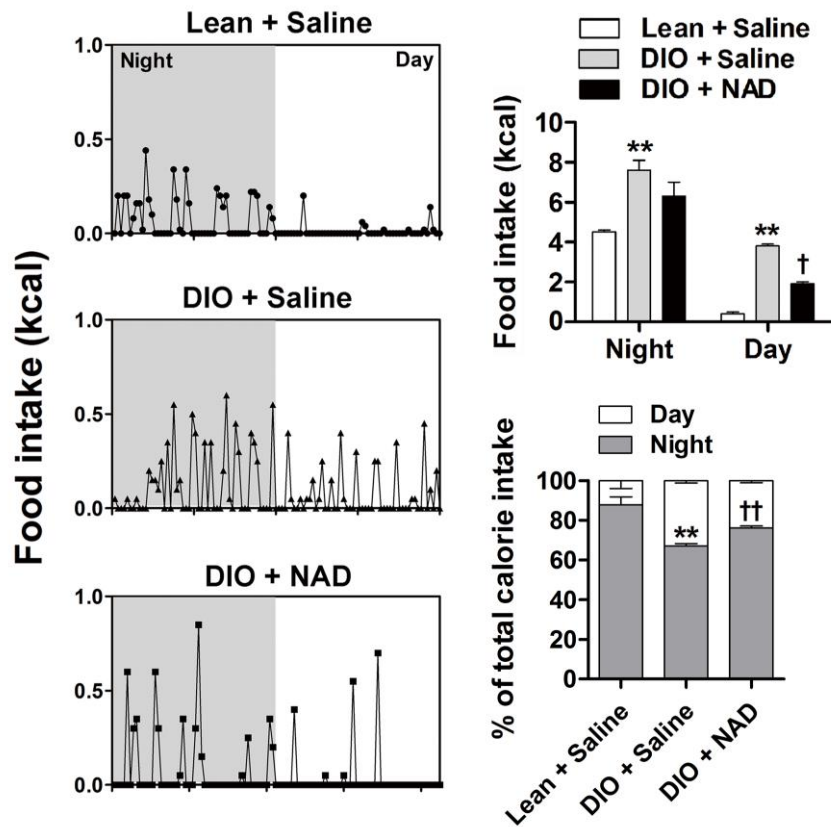 Food intake (kcal)
Lean + Saline
Night
Day
1.0
0.5
0.0
DIO + Saline
1.0
0.5
0.0
DIO + NAD
1.0
0.5
0.0
Lean + Saline
DIO + Saline
DIO + NAD
Food intake (kcal)
10
8
6
4
2
0
**
**
†
Night
Day
Day
Night
% of total calorie intake
100
80
60
40
20
0
**
††
Lean + Saline
DIO + Saline
DIO + NAD